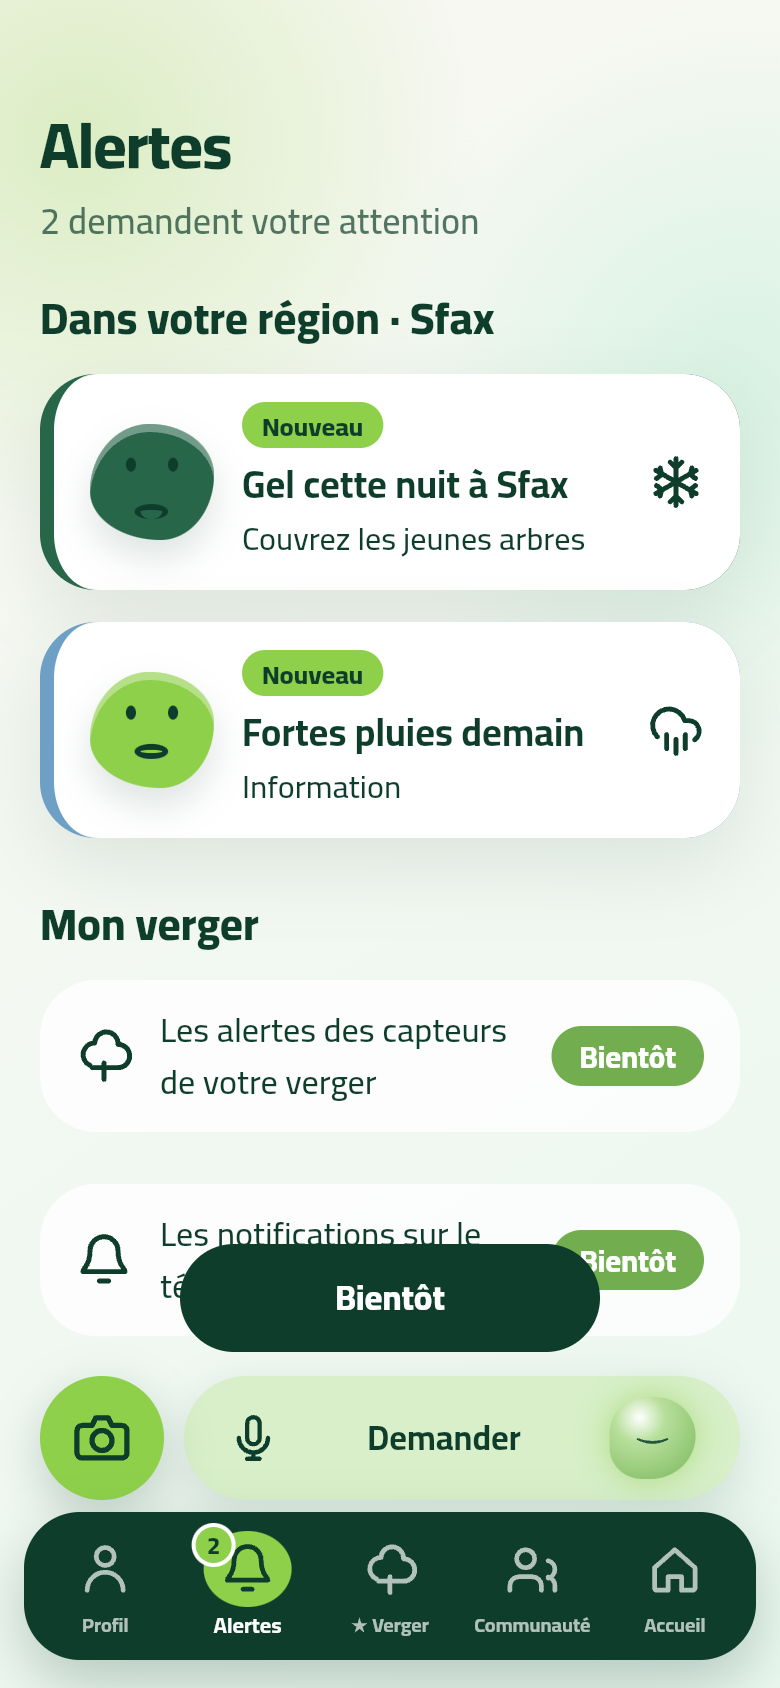 Alertes
2 demandent votre attention
Dans votre région · Sfax
Nouveau
Gel cette nuit à Sfax
Couvrez les jeunes arbres
Nouveau
Fortes pluies demain
Information
Mon verger
Les alertes des capteurs
de votre verger
Bientôt
Les notifications sur le
Bientôt
Bientôt
Demander
2
Profil
Alertes
★ Verger
Communauté
Accueil